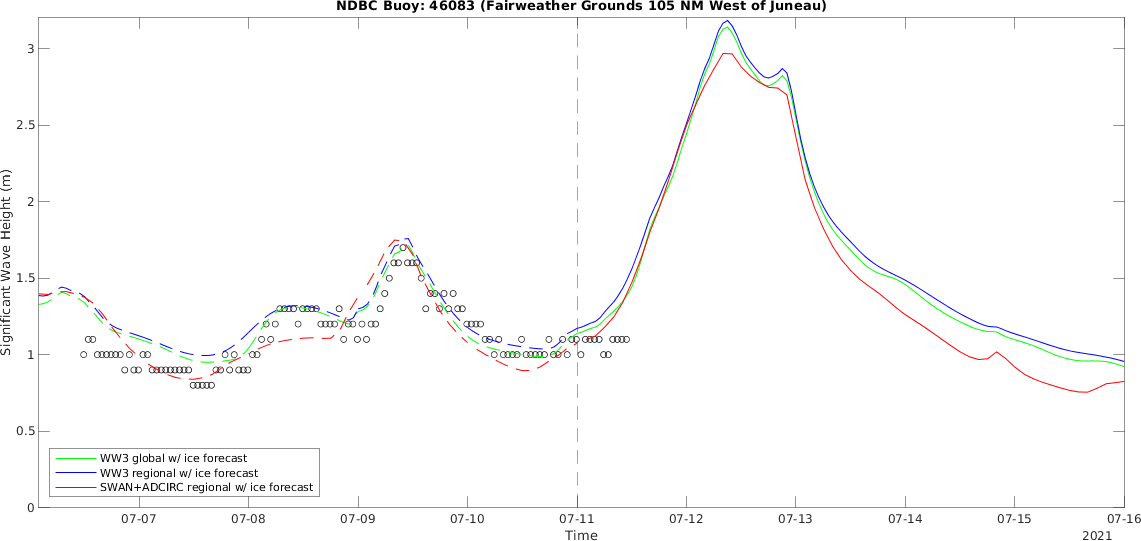 NDBC Buoy: 46083 (Fairweather Grounds 105 NM West of Juneau)
Significant Wave Height (m)
3
2.5
2
1.5
1
0.5
0
WW3 global w/ ice forecast
WW3 regional w/ ice forecast
SWAN+ADCIRC regional w/ ice forecast
07-07 07-08 07-09 07-10 07-11 07-12 07-13 07-14 07-15 07-16
Time
2021